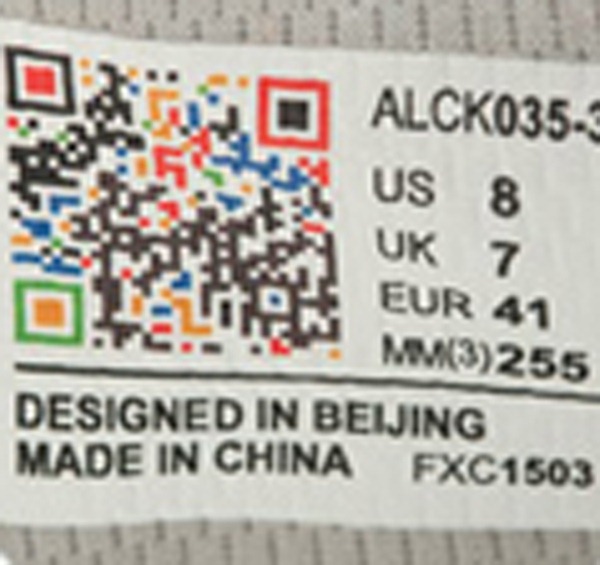 ALCK035-3
US 8
UK 7
EUR 41
MM(3) 255
DESIGNED IN BEIJING
MADE IN CHINA FXC1503